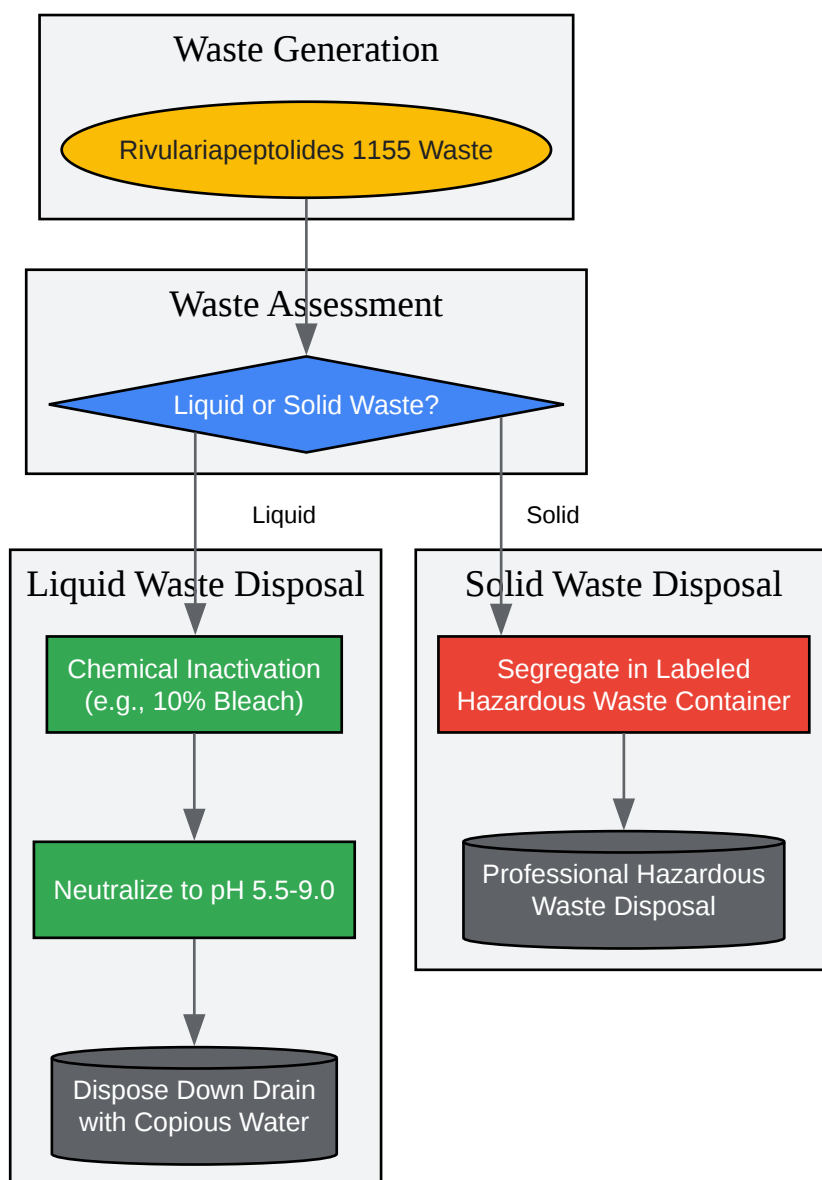 Waste Generation
Rivulariapeptolides 1155 Waste
Waste Assessment
Liquid or Solid Waste?
Liquid
Solid
Liquid Waste Disposal
Chemical Inactivation
(e.g., 10% Bleach)
Neutralize to pH 5.5-9.0
Dispose Down Drain
with Copious Water
Solid Waste Disposal
Segregate in Labeled
Hazardous Waste Container
Professional Hazardous
Waste Disposal